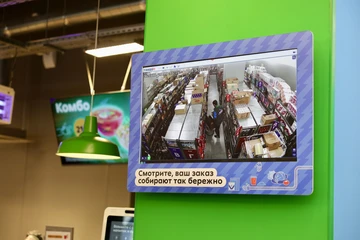 Комбо
Смотрите, ваш заказ
собирают так бережно